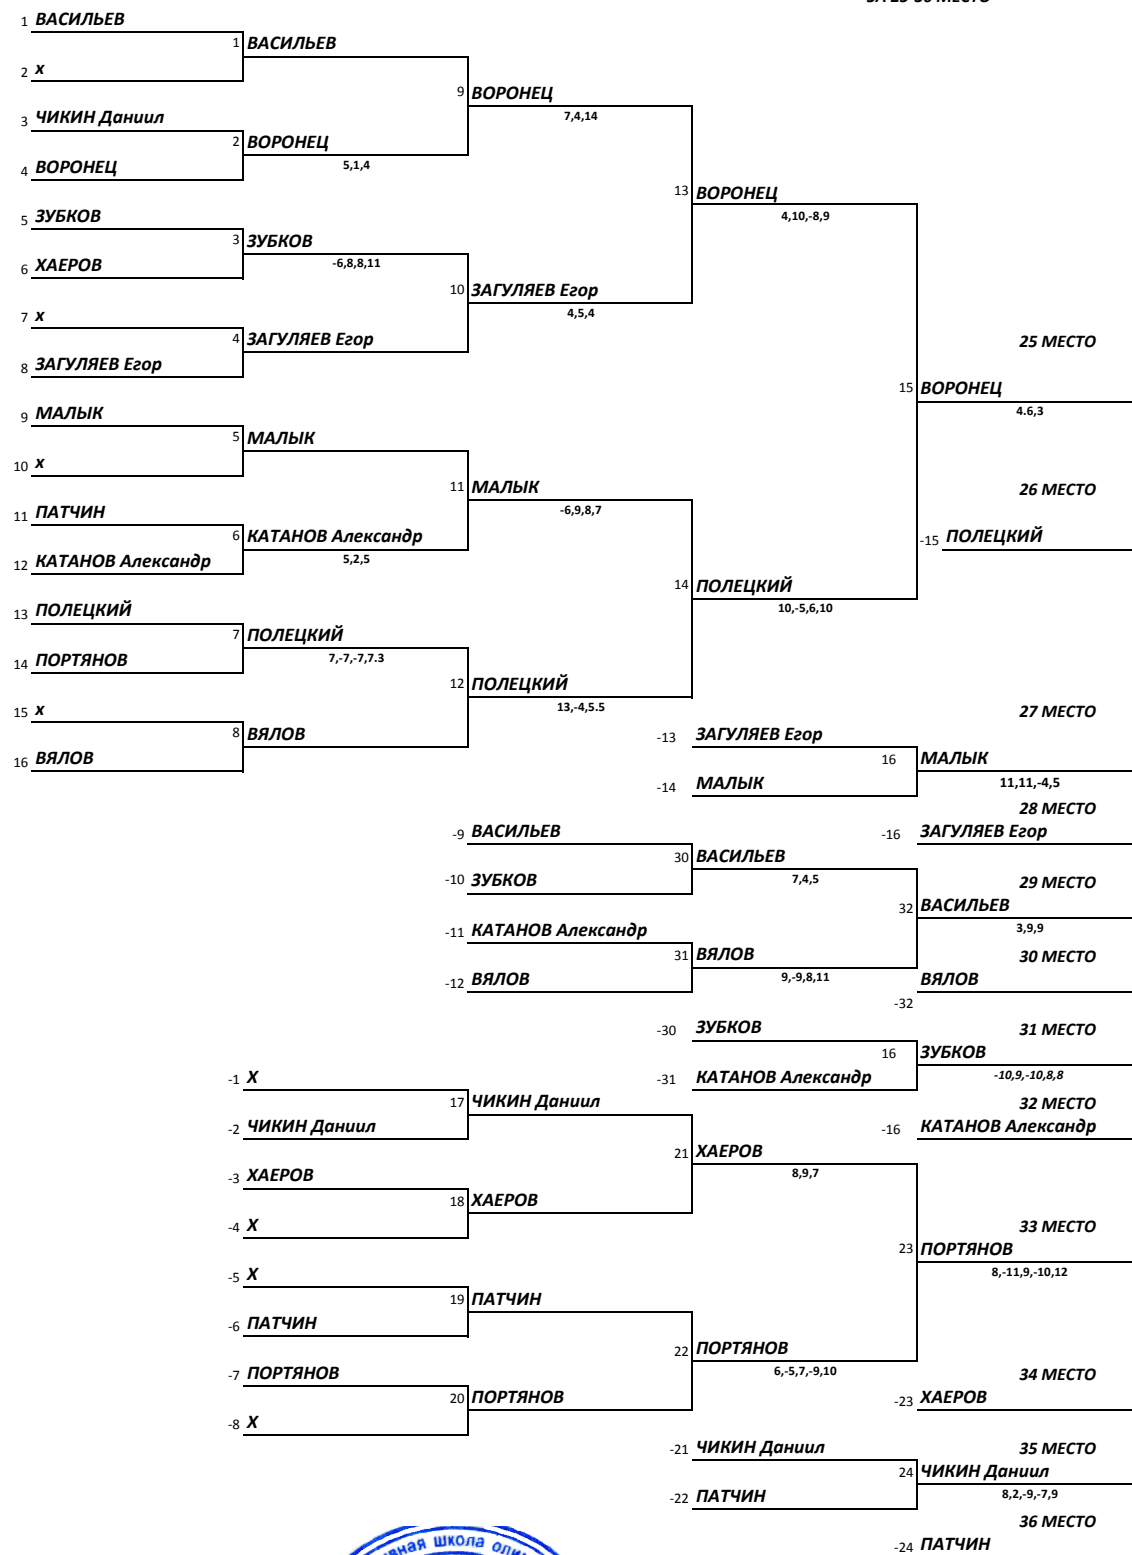 1 ВАСИЛЬЕВ
1 ВАСИЛЬЕВ
2 х
9 ВОРОНЕЦ
7,4,14
3 ЧИКИН Даниил
2 ВОРОНЕЦ
5,1,4
4 ВОРОНЕЦ
13 ВОРОНЕЦ
4,10,-8,9
5 ЗУБКОВ
3 ЗУБКОВ
-6,8,8,11
6 ХАЕРОВ
10 ЗАГУЛЯЕВ Егор
4,5,4
7 х
4 ЗАГУЛЯЕВ Егор
25 МЕСТО
8 ЗАГУЛЯЕВ Егор
15 ВОРОНЕЦ
4.6,3
9 МАЛЫК
5 МАЛЫК
10 х
11 МАЛЫК
-6,9,8,7
26 МЕСТО
11 ПАТЧИН
6 КАТАНОВ Александр
5,2,5
-15 ПОЛЕЦКИЙ
12 КАТАНОВ Александр
14 ПОЛЕЦКИЙ
10,-5,6,10
13 ПОЛЕЦКИЙ
7 ПОЛЕЦКИЙ
7,-7,-7,7.3
14 ПОРТЯНОВ
12 ПОЛЕЦКИЙ
13,-4,5.5
15 х
27 МЕСТО
8 ВЯЛОВ
-13 ЗАГУЛЯЕВ Егор
16 ВЯЛОВ
16 МАЛЫК
11,11,-4,5
-14 МАЛЫК
28 МЕСТО
-9 ВАСИЛЬЕВ
-16 ЗАГУЛЯЕВ Егор
30 ВАСИЛЬЕВ
7,4,5
-10 ЗУБКОВ
29 МЕСТО
32 ВАСИЛЬЕВ
3,9,9
-11 КАТАНОВ Александр
31 ВЯЛОВ
9,-9,8,11
30 МЕСТО
-12 ВЯЛОВ
ВЯЛОВ
-32
-30 ЗУБКОВ
31 МЕСТО
16 ЗУБКОВ
-10,9,-10,8,8
-1 Х
-31 КАТАНОВ Александр
17 ЧИКИН Даниил
32 МЕСТО
-2 ЧИКИН Даниил
-16 КАТАНОВ Александр
21 ХАЕРОВ
8,9,7
-3 ХАЕРОВ
18 ХАЕРОВ
-4 Х
33 МЕСТО
23 ПОРТЯНОВ
8,-11,9,-10,12
-5 Х
19 ПАТЧИН
-6 ПАТЧИН
22 ПОРТЯНОВ
6,-5,7,-9,10
-7 ПОРТЯНОВ
34 МЕСТО
20 ПОРТЯНОВ
-23 ХАЕРОВ
-8 Х
-21 ЧИКИН Даниил
35 МЕСТО
24 ЧИКИН Даниил
8,2,-9,-7,9
-22 ПАТЧИН
36 МЕСТО
-24 ПАТЧИН
школа